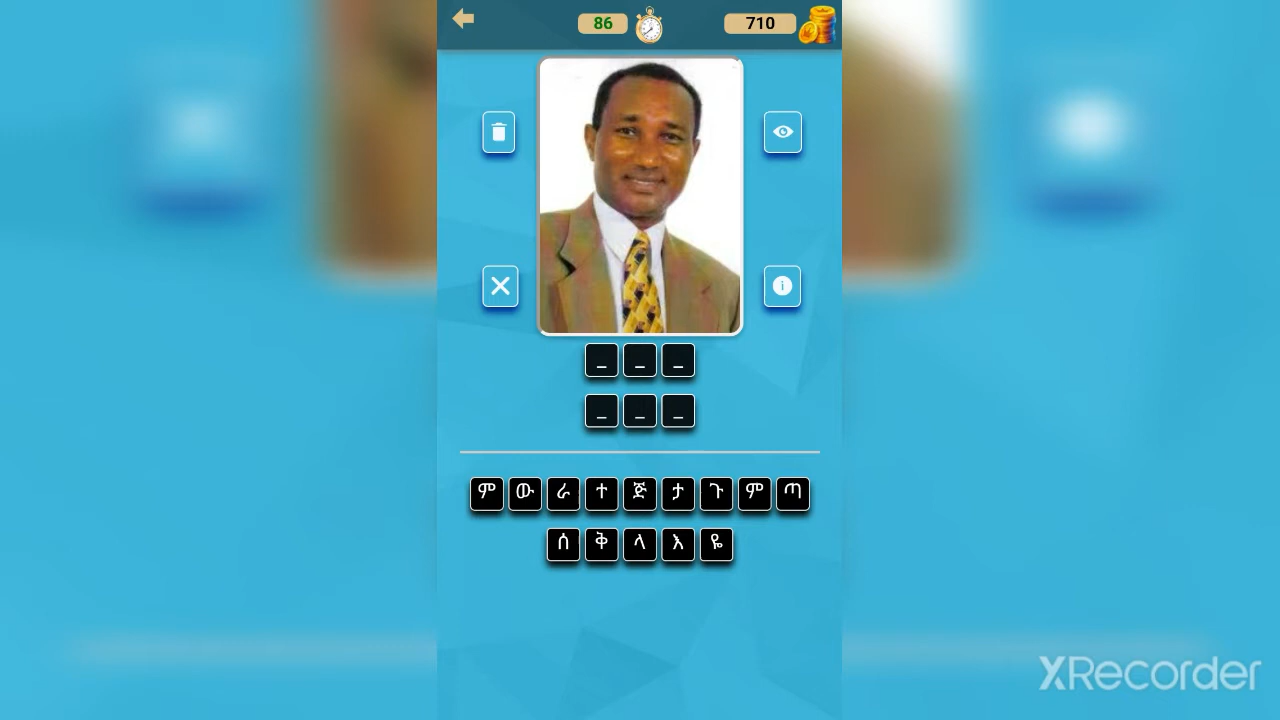 86 710
_ _ _
_ _ _
ም ው ራ ተ ጅ ታ ጉ ም ጣ
ሰ ቅ ላ እ ዬ
XRecorder